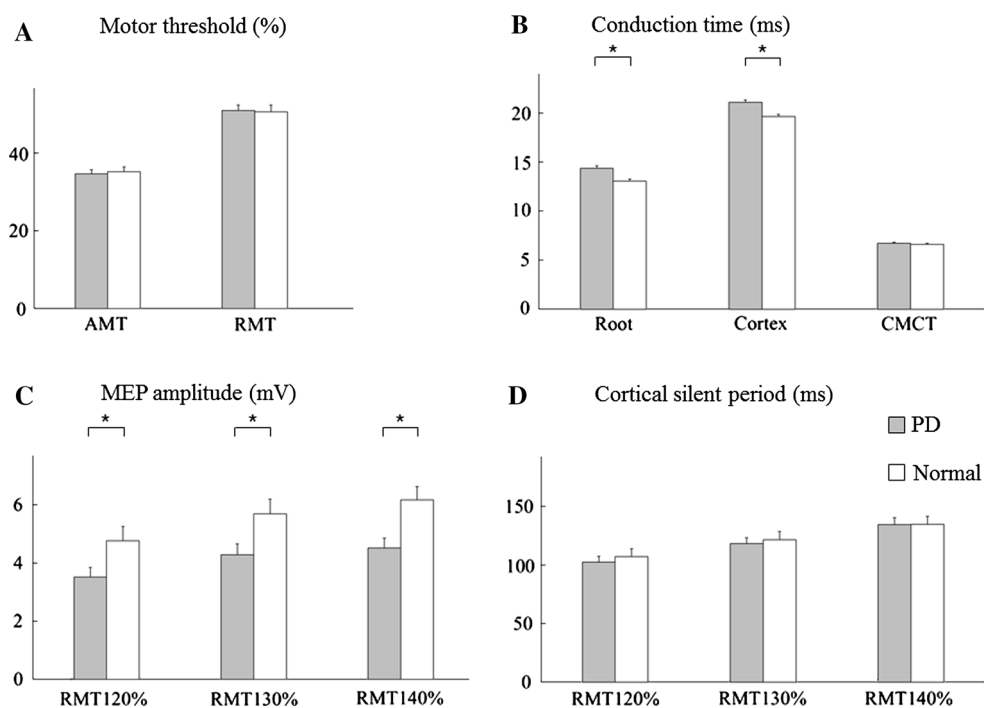 A Motor threshold (%)
40
20
0
AMT RMT
B Conduction time (ms)
* *
20
15
10
5
0
Root Cortex CMCT
C MEP amplitude (mV)
* * *
6
4
2
0
RMT120% RMT130% RMT140%
D Cortical silent period (ms)
PD
Normal
150
100
50
0
RMT120% RMT130% RMT140%